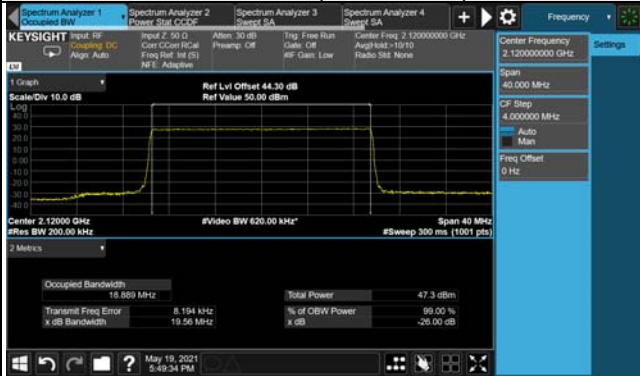 Spectrum Analyzer 1
Occupied BW
Spectrum Analyzer 2
Power Stat CCDF
Spectrum Analyzer 3
Swept SA
Spectrum Analyzer 4
Swept SA
Frequency
KEYSIGHT
Input: RF
Coupling: DC
Align: Auto
Input Z: 50 Ω
Corr CCorr RCal
Freq Ref: Int (S)
NFE: Adaptive
Atten: 30 dB
Preamp: Off
Trig: Free Run
Gate: Off
#IF Gain: Low
Center Freq: 2.120000000 GHz
Avg|Hold:>10/10
Radio Std: None
1 Graph
Scale/Div 10.0 dB
Ref Lvl Offset 44.30 dB
Ref Value 50.00 dBm
Log
40.0
30.0
20.0
10.0
0.00
-10.0
-20.0
-30.0
-40.0
Center 2.12000 GHz
#Res BW 200.00 kHz
#Video BW 620.00 kHz*
Span 40 MHz
#Sweep 300 ms (1001 pts)
2 Metrics
Occupied Bandwidth
18.889 MHz
Total Power
47.3 dBm
Transmit Freq Error
8.194 kHz
% of OBW Power
99.00 %
x dB Bandwidth
19.56 MHz
x dB
-26.00 dB
May 19, 2021
5:49:34 PM
Center Frequency
2.120000000 GHz
Settings
Span
40.000 MHz
CF Step
4.000000 MHz
Auto
Man
Freq Offset
0 Hz